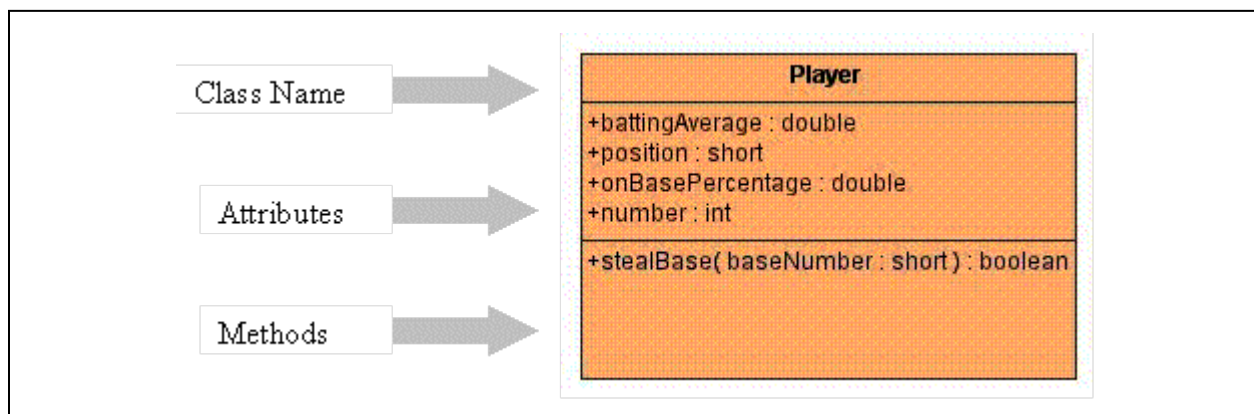 Class Name
Attributes
Methods
Player
+battingAverage : double
+position : short
+onBasePercentage : double
+number : int
+stealBase( baseNumber : short ) : boolean